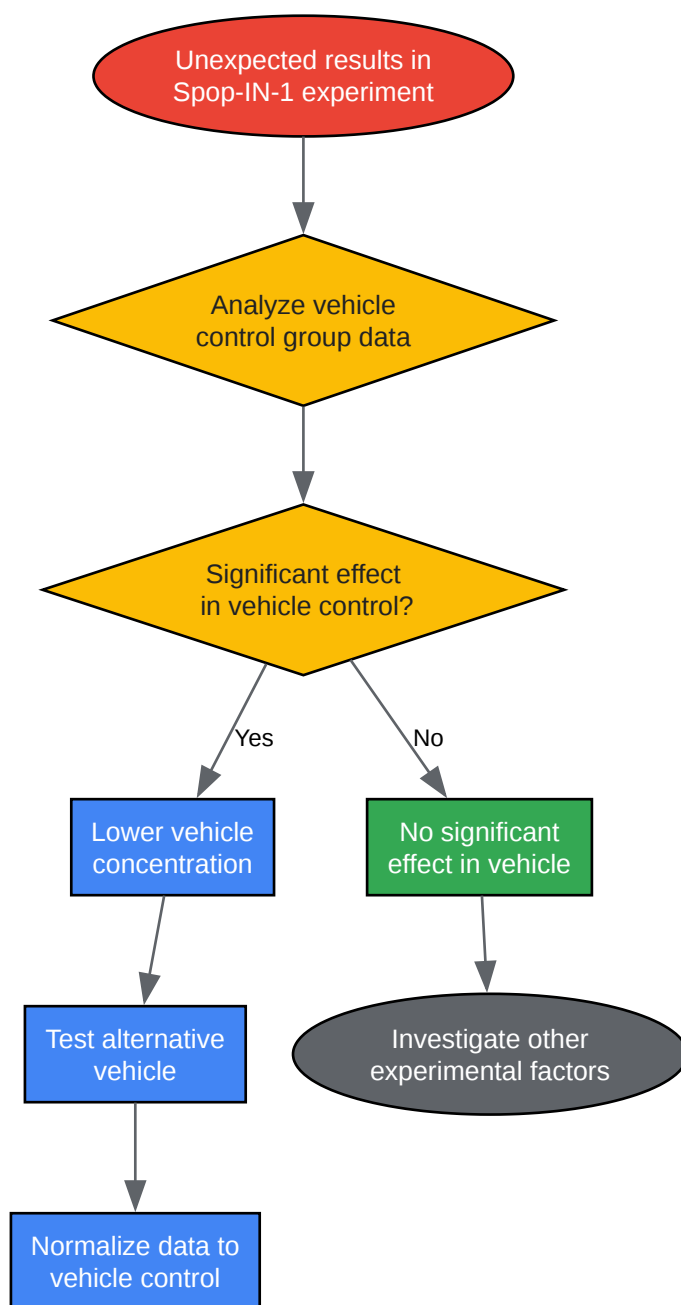 Unexpected results in
Spop-IN-1 experiment
Analyze vehicle
control group data
Significant effect
in vehicle control?
Yes
No
Lower vehicle
concentration
No significant
effect in vehicle
Test alternative
vehicle
Investigate other
experimental factors
Normalize data to
vehicle control